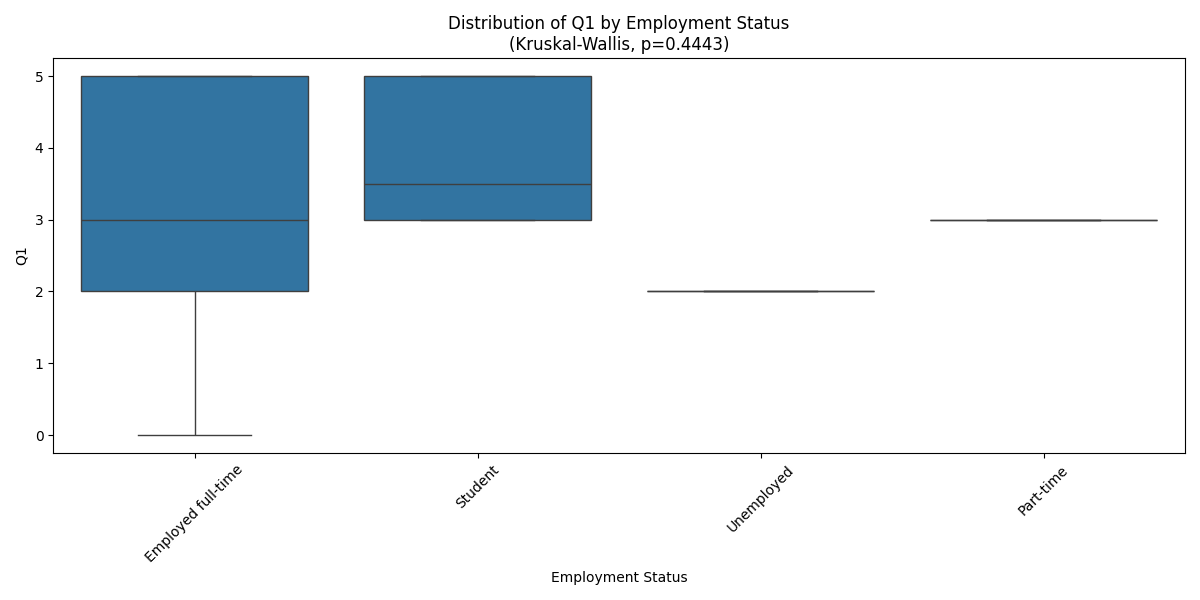 Distribution of Q1 by Employment Status
(Kruskal-Wallis, p=0.4443)
5
4
3
2
1
0
Q1
Employed full-time
Student
Unemployed
Part-time
Employment Status